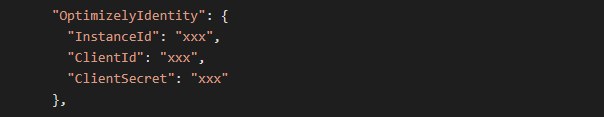 "OptimizelyIdentity": {
"InstanceId": "xxx",
"ClientId": "xxx",
"ClientSecret": "xxx"
},